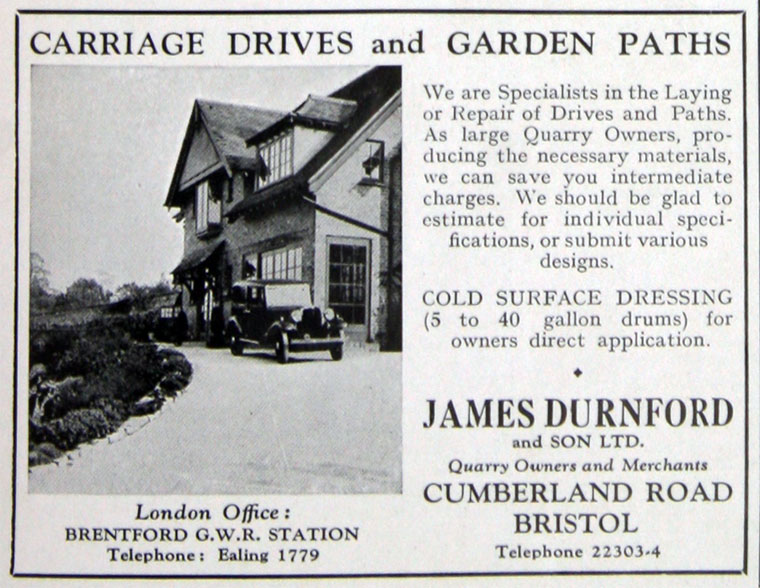 CARRIAGE DRIVES and GARDEN PATHS
We are Specialists in the Laying
or Repair of Drives and Paths.
As large Quarry Owners, pro-
ducing the necessary materials,
we can save you intermediate
charges. We should be glad to
estimate for individual speci-
fications, or submit various
designs.
COLD SURFACE DRESSING
(5 to 40 gallon drums) for
owners direct application.
JAMES DURNFORD
and SON LTD.
Quarry Owners and Merchants
CUMBERLAND ROAD
BRISTOL
Telephone 22303-4
London Office:
BRENTFORD G.W.R. STATION
Telephone: Ealing 1779